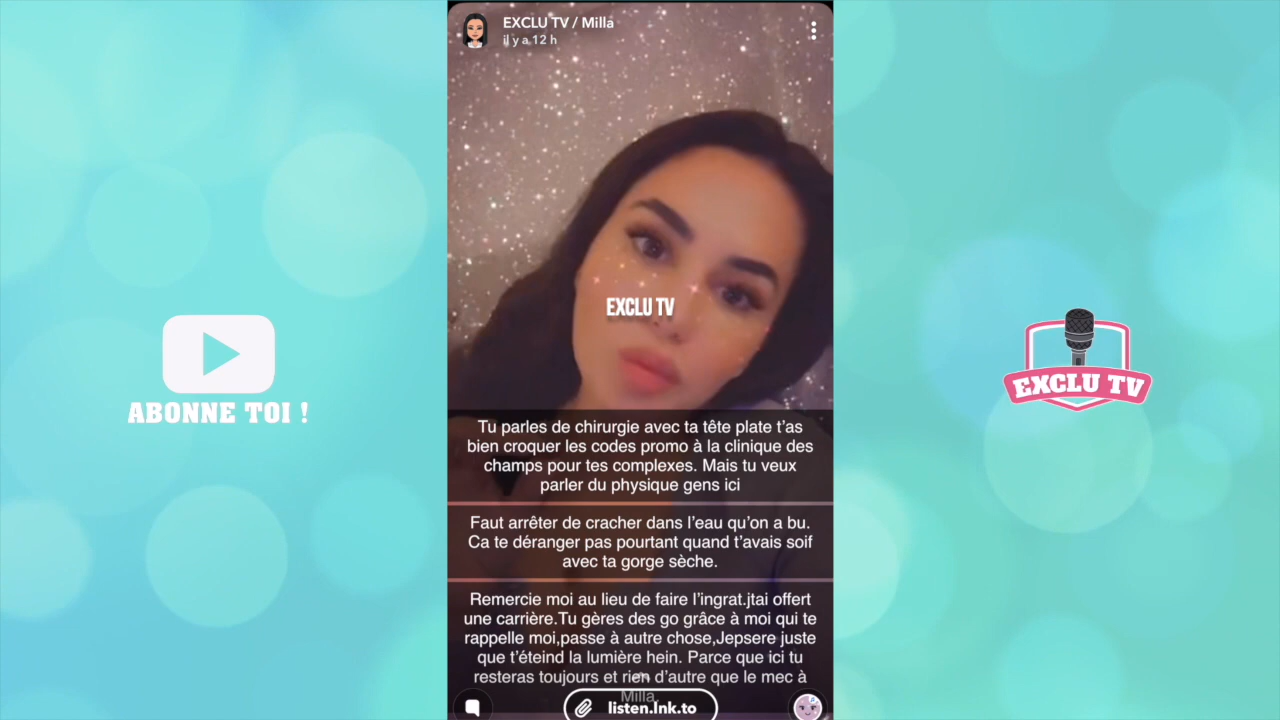 EXCLU TV / Milla
il y a 12 h
EXCLU TV
Tu parles de chirurgie avec ta tête plate t'as
bien croquer les codes promo à la clinique des
champs pour tes complexes. Mais tu veux
parler du physique gens ici
Faut arrêter de cracher dans l'eau qu'on a bu.
Ca te déranger pas pourtant quand t'avais soif
avec ta gorge sèche.
Remercie moi au lieu de faire l'ingrat.jtai offert
une carrière.Tu gères des go grâce à moi qui te
rappelle moi,passe à autre chose,Jepsere juste
que t'éteind la lumière hein. Parce que ici tu
resteras toujours et rien d'autre que le mec à
Milla.
listen.lnk.to
ABONNE TOI !
EXCLU TV